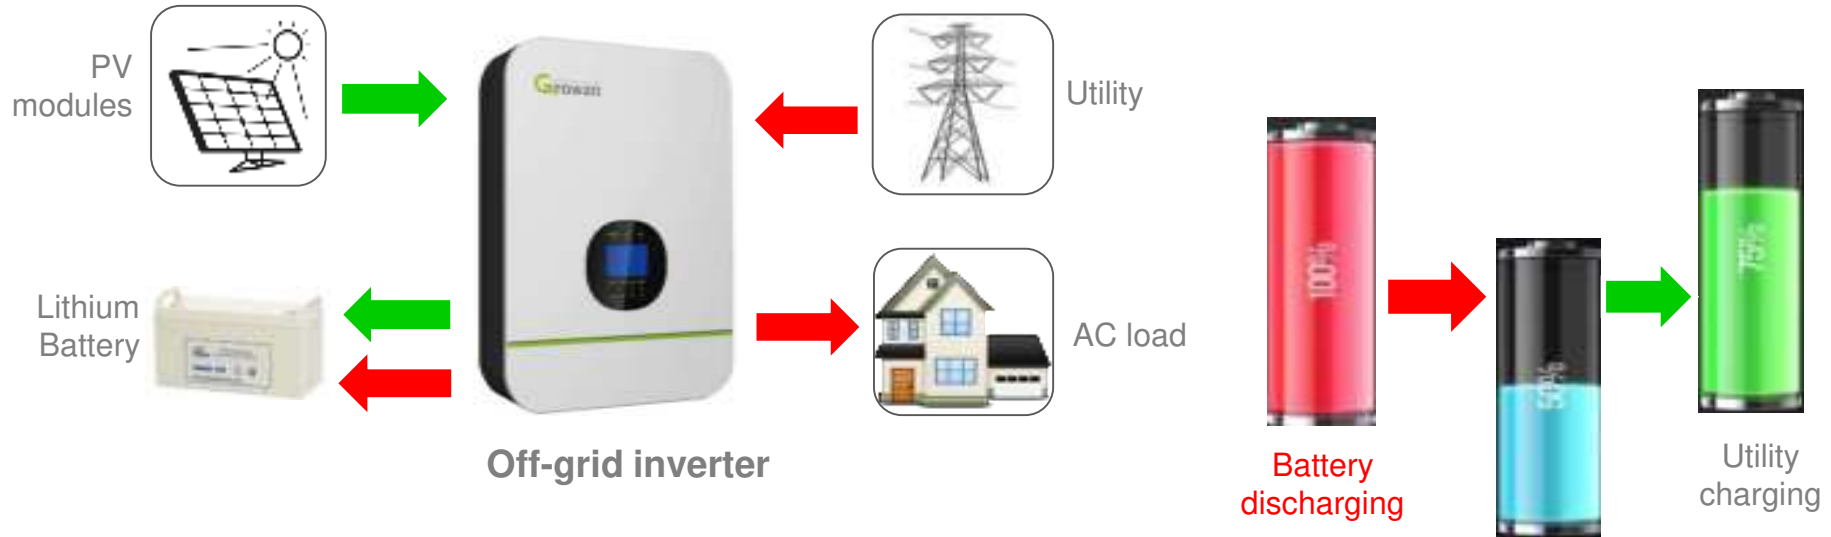 PV
modules
Growatt
Utility
Lithium
Battery
AC load
Off-grid inverter
100%
50%
75%
Battery
discharging
Utility
charging